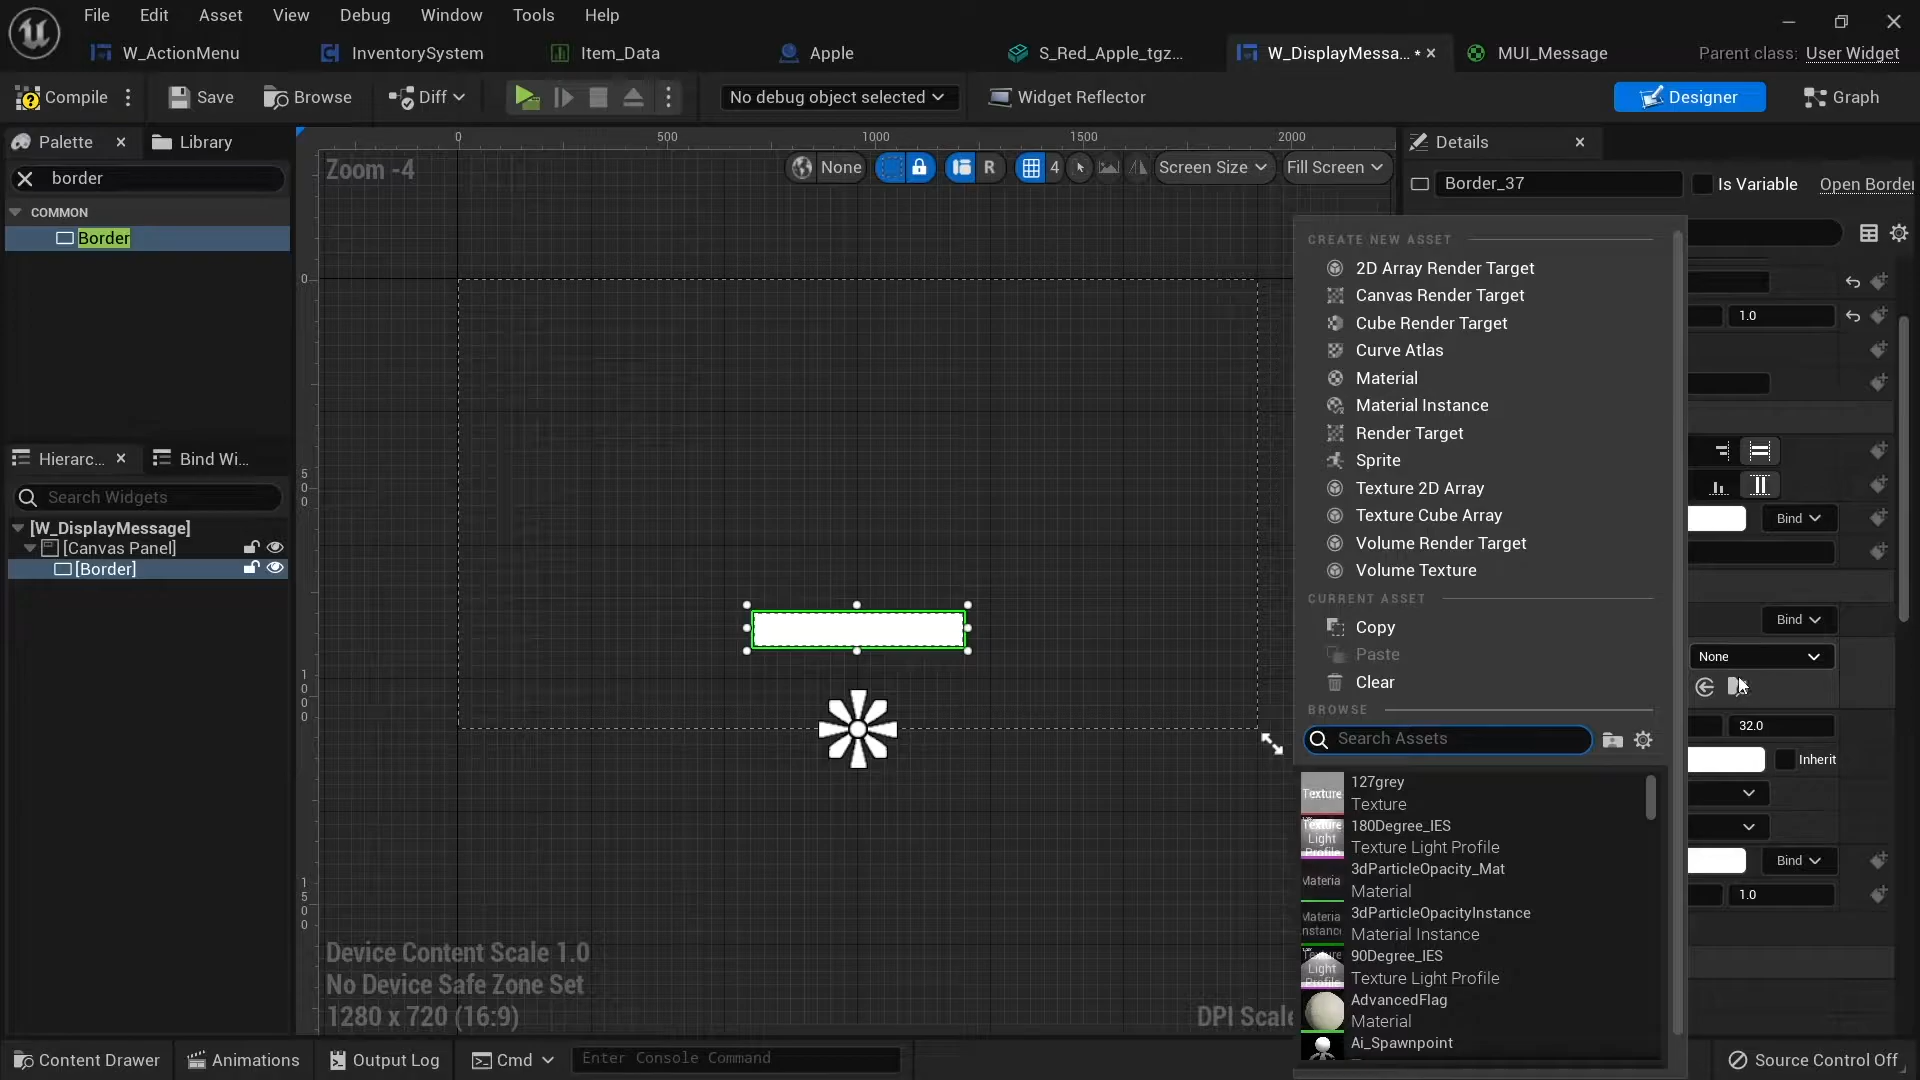 File Edit Asset View Debug Window Tools Help
W_ActionMenu InventorySystem Item_Data Apple S_Red_Apple_tgz... W_DisplayMessa... • MUI_Message Parent class: User Widget
Compile Save Browse Diff No debug object selected Widget Reflector Designer Graph
Palette Library
border
COMMON
Border
Hierarc... Bind Wi...
Search Widgets
[W_DisplayMessage]
[Canvas Panel]
[Border]
0 500 1000 1500 2000
Zoom -4
None R 4 Screen Size Fill Screen
0
500
1000
1500
Device Content Scale 1.0
No Device Safe Zone Set
1280 x 720 (16:9)
DPI Scale
Details
Border_37 Is Variable Open Border
CREATE NEW ASSET
2D Array Render Target
Canvas Render Target
Cube Render Target
Curve Atlas
Material
Material Instance
Render Target
Sprite
Texture 2D Array
Texture Cube Array
Volume Render Target
Volume Texture
CURRENT ASSET
Copy
Paste
Clear
BROWSE
Search Assets
127grey
Texture
180Degree_IES
Texture Light Profile
3dParticleOpacity_Mat
Material
3dParticleOpacityInstance
Material Instance
90Degree_IES
Texture Light Profile
AdvancedFlag
Material
Ai_Spawnpoint
1.0
Bind
Bind
None
32.0
Inherit
Bind
1.0
Content Drawer Animations Output Log Cmd Enter Console Command Source Control Off